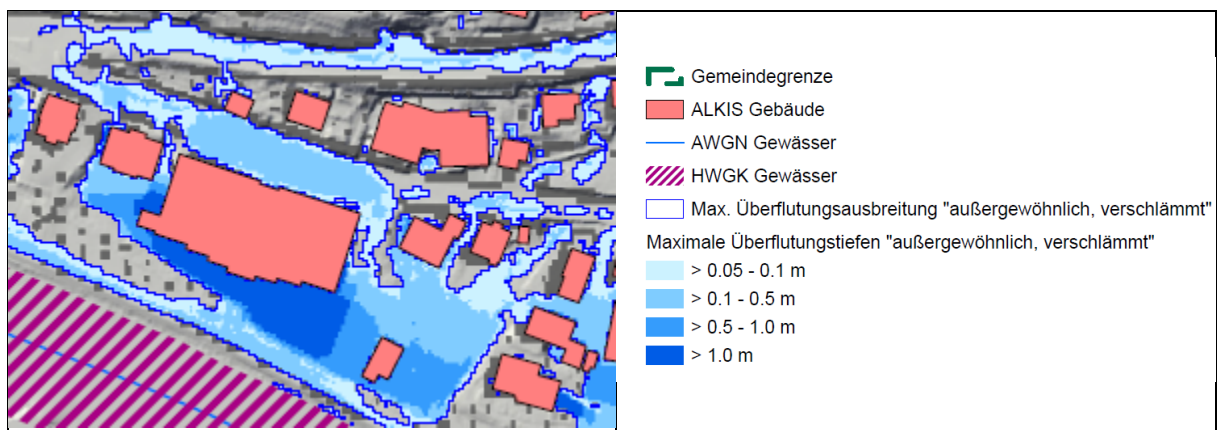 Gemeindegrenze
ALKIS Gebäude
AWGN Gewässer
HWGK Gewässer
Max. Überflutungsausbreitung "außergewöhnlich, verschlämmt"
Maximale Überflutungstiefen "außergewöhnlich, verschlämmt"
> 0.05 - 0.1 m
> 0.1 - 0.5 m
> 0.5 - 1.0 m
> 1.0 m